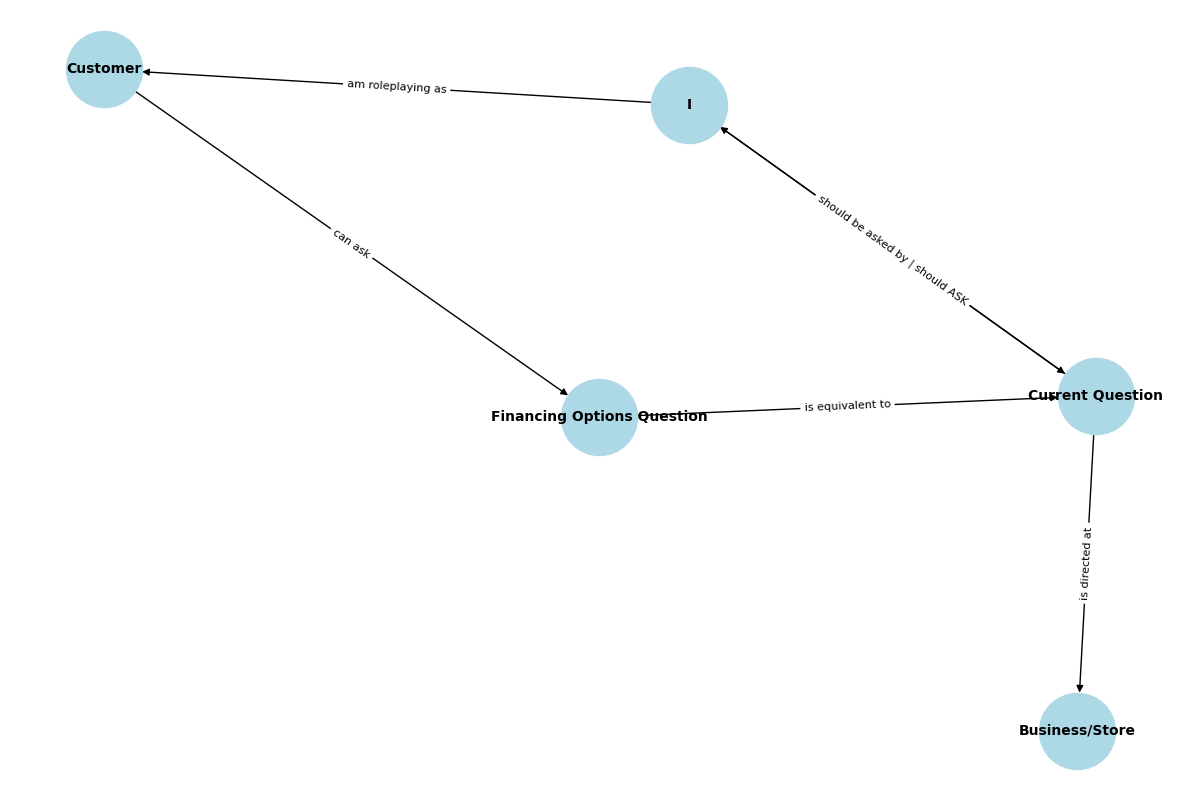 Customer
am roleplaying as
I
can ask
should be asked by | should ASK
Financing Options Question
is equivalent to
Current Question
is directed at
Business/Store